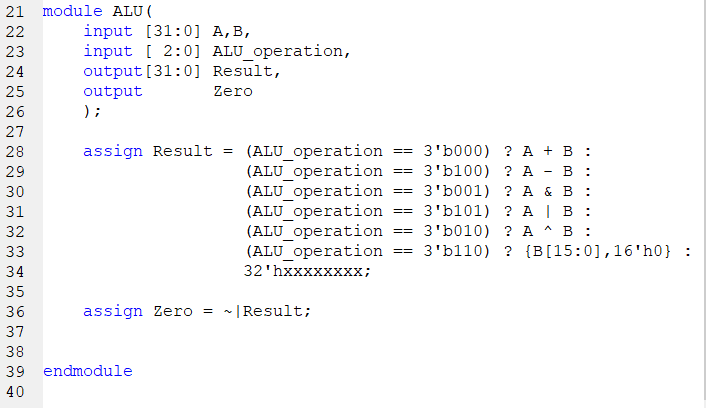 21 module ALU(
22     input [31:0] A,B,
23     input [ 2:0] ALU_operation,
24     output[31:0] Result,
25     output       Zero
26     );
27
28     assign Result = (ALU_operation == 3'b000) ? A + B :
29                     (ALU_operation == 3'b100) ? A - B :
30                     (ALU_operation == 3'b001) ? A & B :
31                     (ALU_operation == 3'b101) ? A | B :
32                     (ALU_operation == 3'b010) ? A ^ B :
33                     (ALU_operation == 3'b110) ? {B[15:0],16'h0} :
34                     32'hxxxxxxxx;
35
36     assign Zero = ~|Result;
37
38
39 endmodule
40